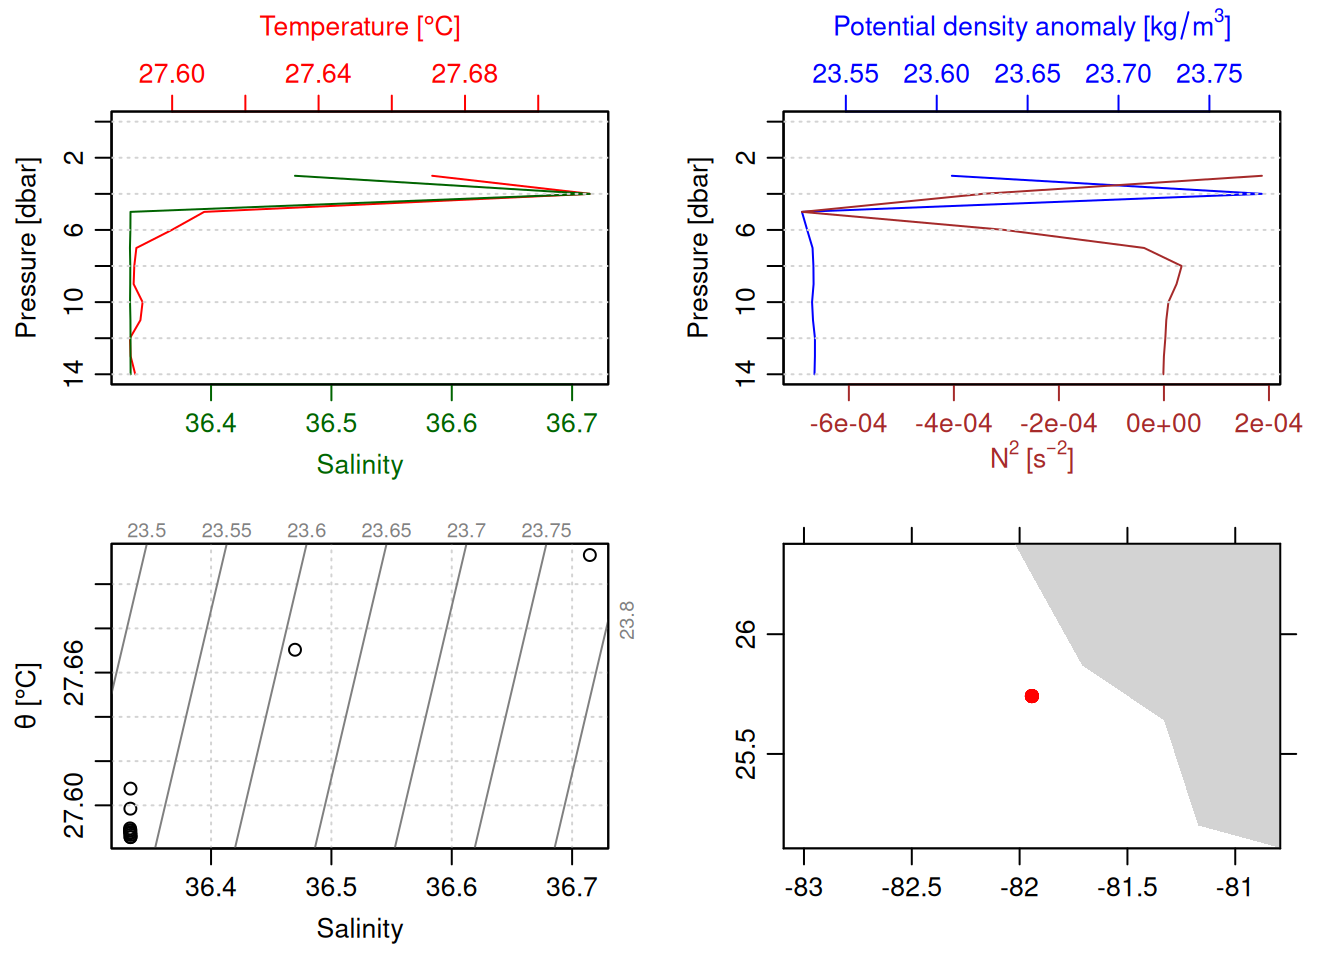 Temperature [°C]
27.60 27.64 27.68
Pressure [dbar]
2
6
10
14
36.4 36.5 36.6 36.7
Salinity
Potential density anomaly [kg/m³]
23.55 23.60 23.65 23.70 23.75
Pressure [dbar]
2
6
10
14
-6e-04 -4e-04 -2e-04 0e+00 2e-04
N² [s⁻²]
23.5 23.55 23.6 23.65 23.7 23.75
23.8
θ [°C]
27.66
27.60
36.4 36.5 36.6 36.7
Salinity
26
25.5
-83 -82.5 -82 -81.5 -81